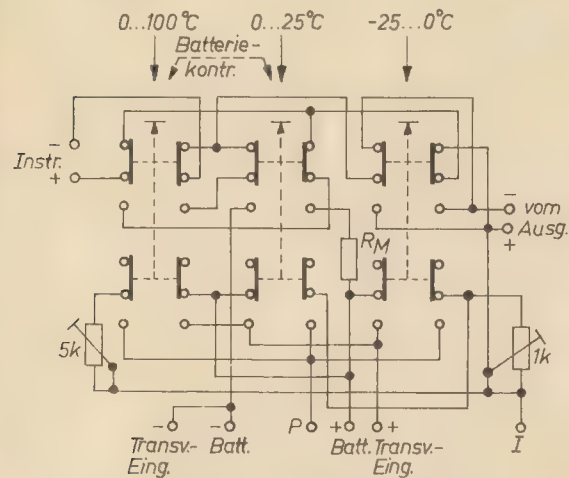 0...100°C 0...25°C -25...0°C
Batterie-
kontr.
-
Instr.
+
- vom
Ausg.
+
RM
5k
1k
- - P + + I
Transv.- Batt. Batt. Transv.-
Eing. Eing.